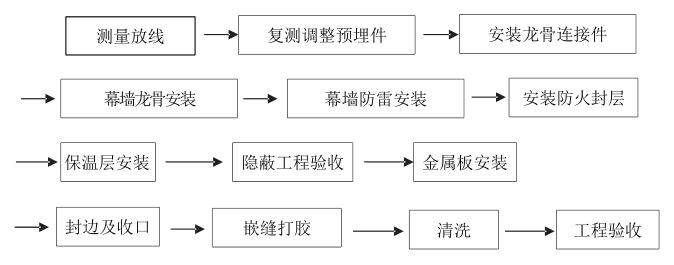 测量放线 复测调整预埋件 安装龙骨连接件
幕墙龙骨安装 幕墙防雷安装 安装防火封层
保温层安装 隐蔽工程验收 金属板安装
封边及收口 嵌缝打胶 清洗 工程验收